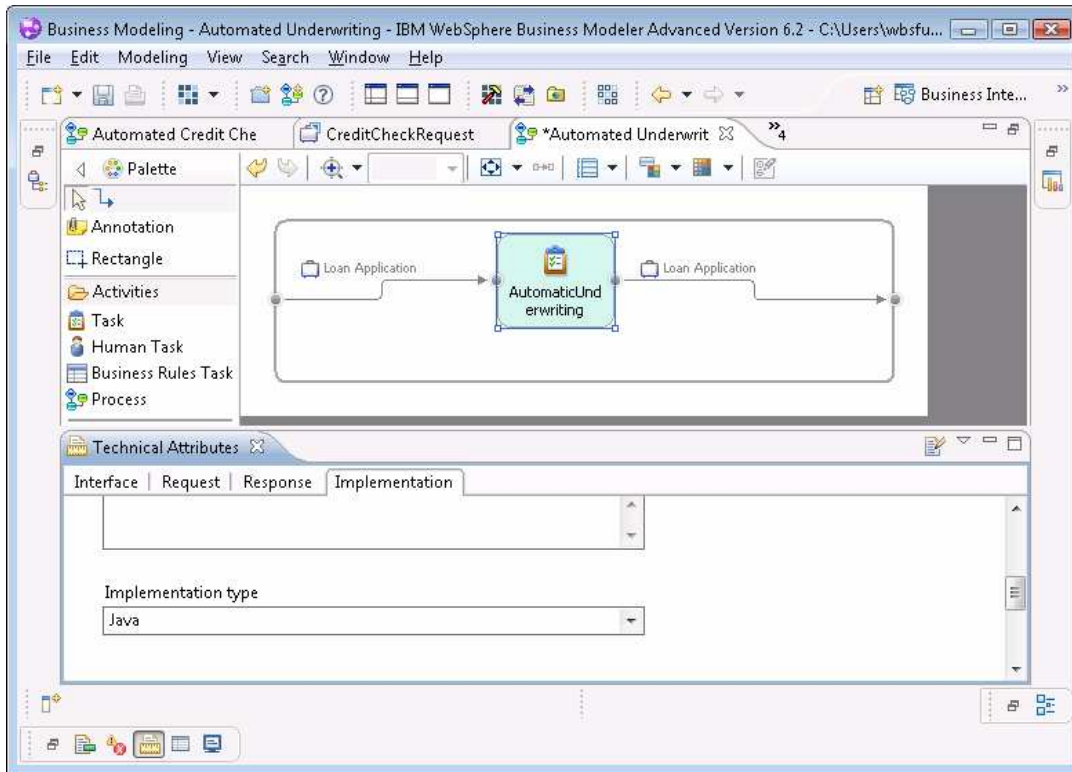 Business Modeling - Automated Underwriting - IBM WebSphere Business Modeler Advanced Version 6.2 - C:\Users\wbsfu...
File Edit Modeling View Search Window Help
Business Inte...
Automated Credit Che
CreditCheckRequest
*Automated Underwrit
4
Palette
Annotation
Rectangle
Activities
Task
Human Task
Business Rules Task
Process
Loan Application
AutomaticUnd
erwriting
Loan Application
Technical Attributes
Interface | Request | Response | Implementation
Implementation type
Java